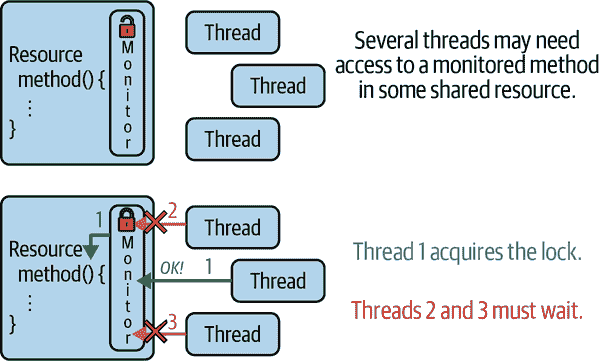 Resource
method() {
⋮
}
Monitor
Thread
Thread
Thread
Several threads may need
access to a monitored method
in some shared resource.
Resource
method() {
⋮
}
1
Monitor
2
Thread
OK!
1
Thread
3
Thread
Thread 1 acquires the lock.
Threads 2 and 3 must wait.